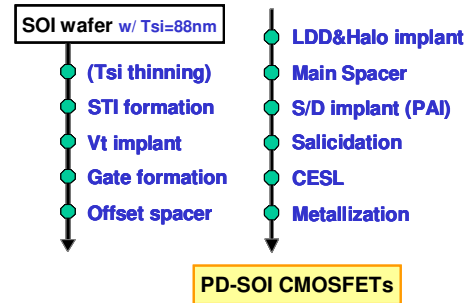 SOI wafer w/ Tsi=88nm
(Tsi thinning)
STI formation
Vt implant
Gate formation
Offset spacer
LDD&Halo implant
Main Spacer
S/D implant (PAI)
Salicidation
CESL
Metallization
PD-SOI CMOSFETs